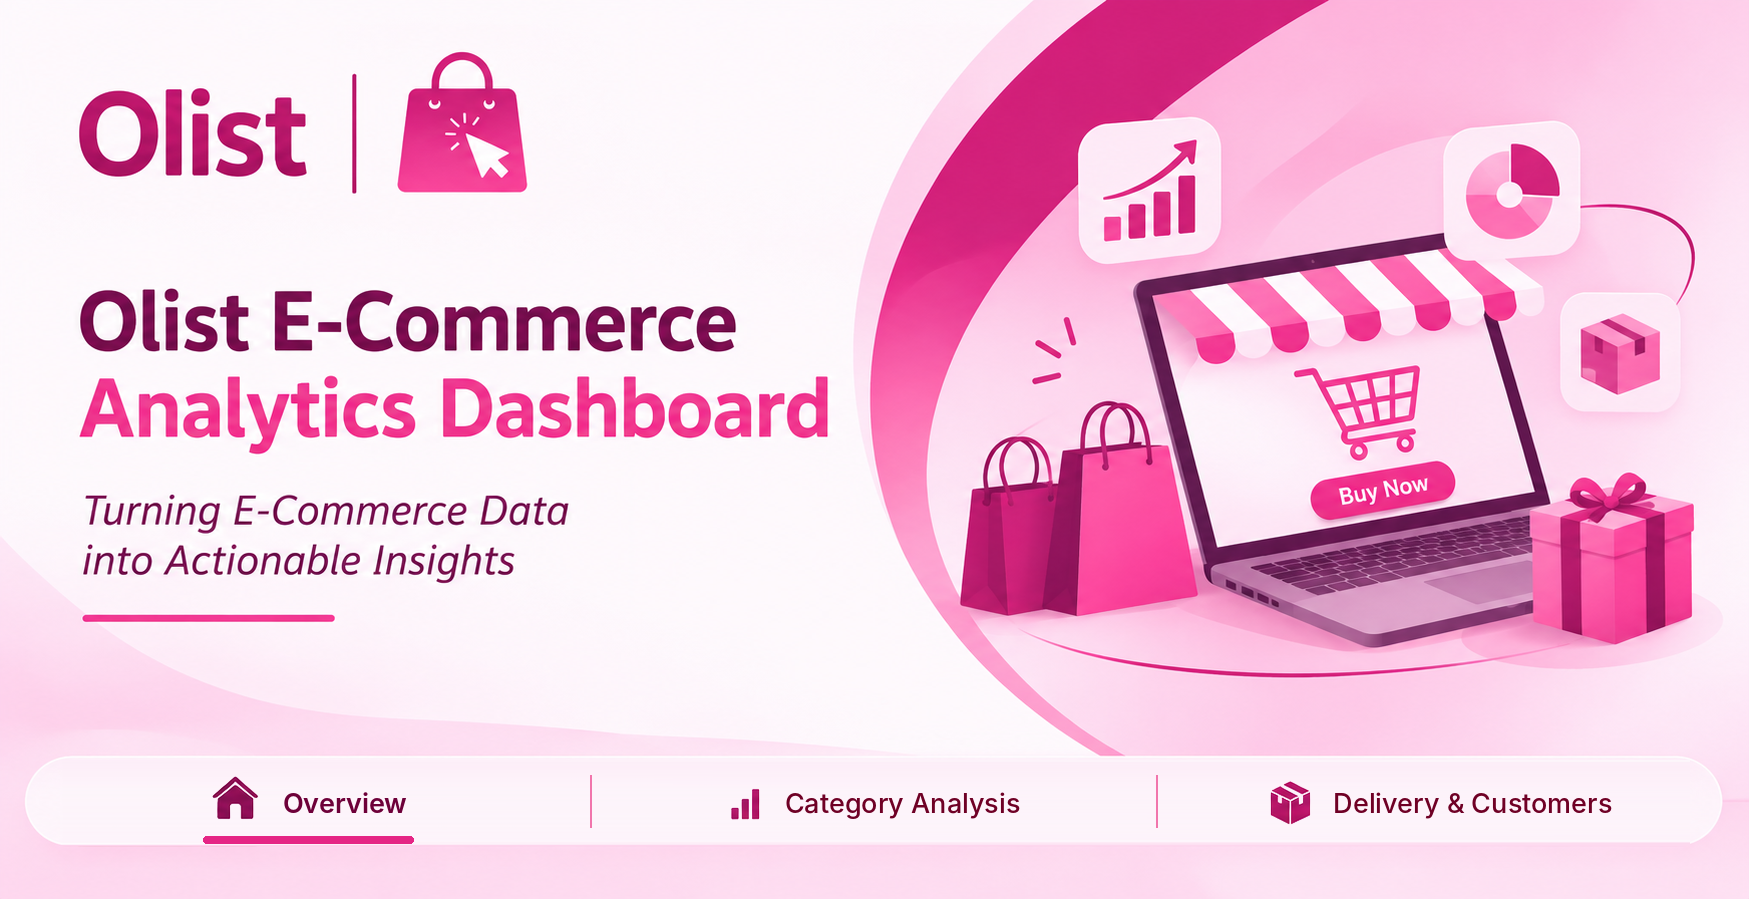 Olist
Olist E-Commerce
Analytics Dashboard
Turning E-Commerce Data
into Actionable Insights
Buy Now
Overview
Category Analysis
Delivery & Customers